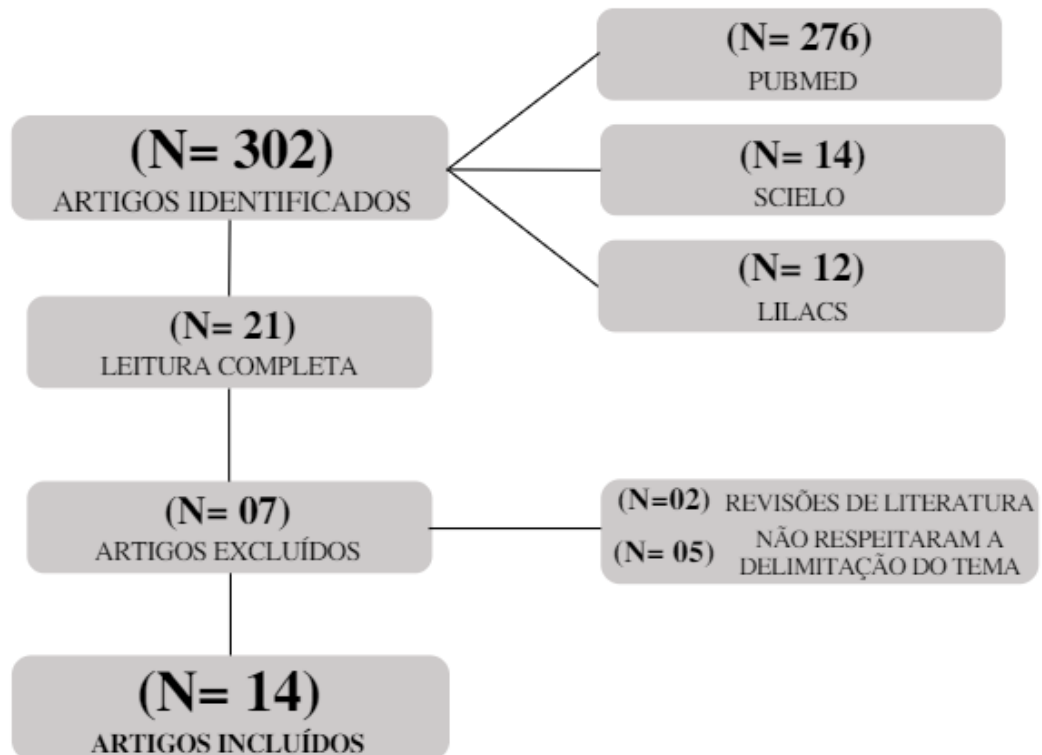 (N= 302)
ARTIGOS IDENTIFICADOS
(N= 276)
PUBMED
(N= 14)
SCIELO
(N= 12)
LILACS
(N= 21)
LEITURA COMPLETA
(N= 07)
ARTIGOS EXCLUÍDOS
(N=02) REVISÕES DE LITERATURA
(N= 05) NÃO RESPEITARAM A
DELIMITAÇÃO DO TEMA
(N= 14)
ARTIGOS INCLUÍDOS